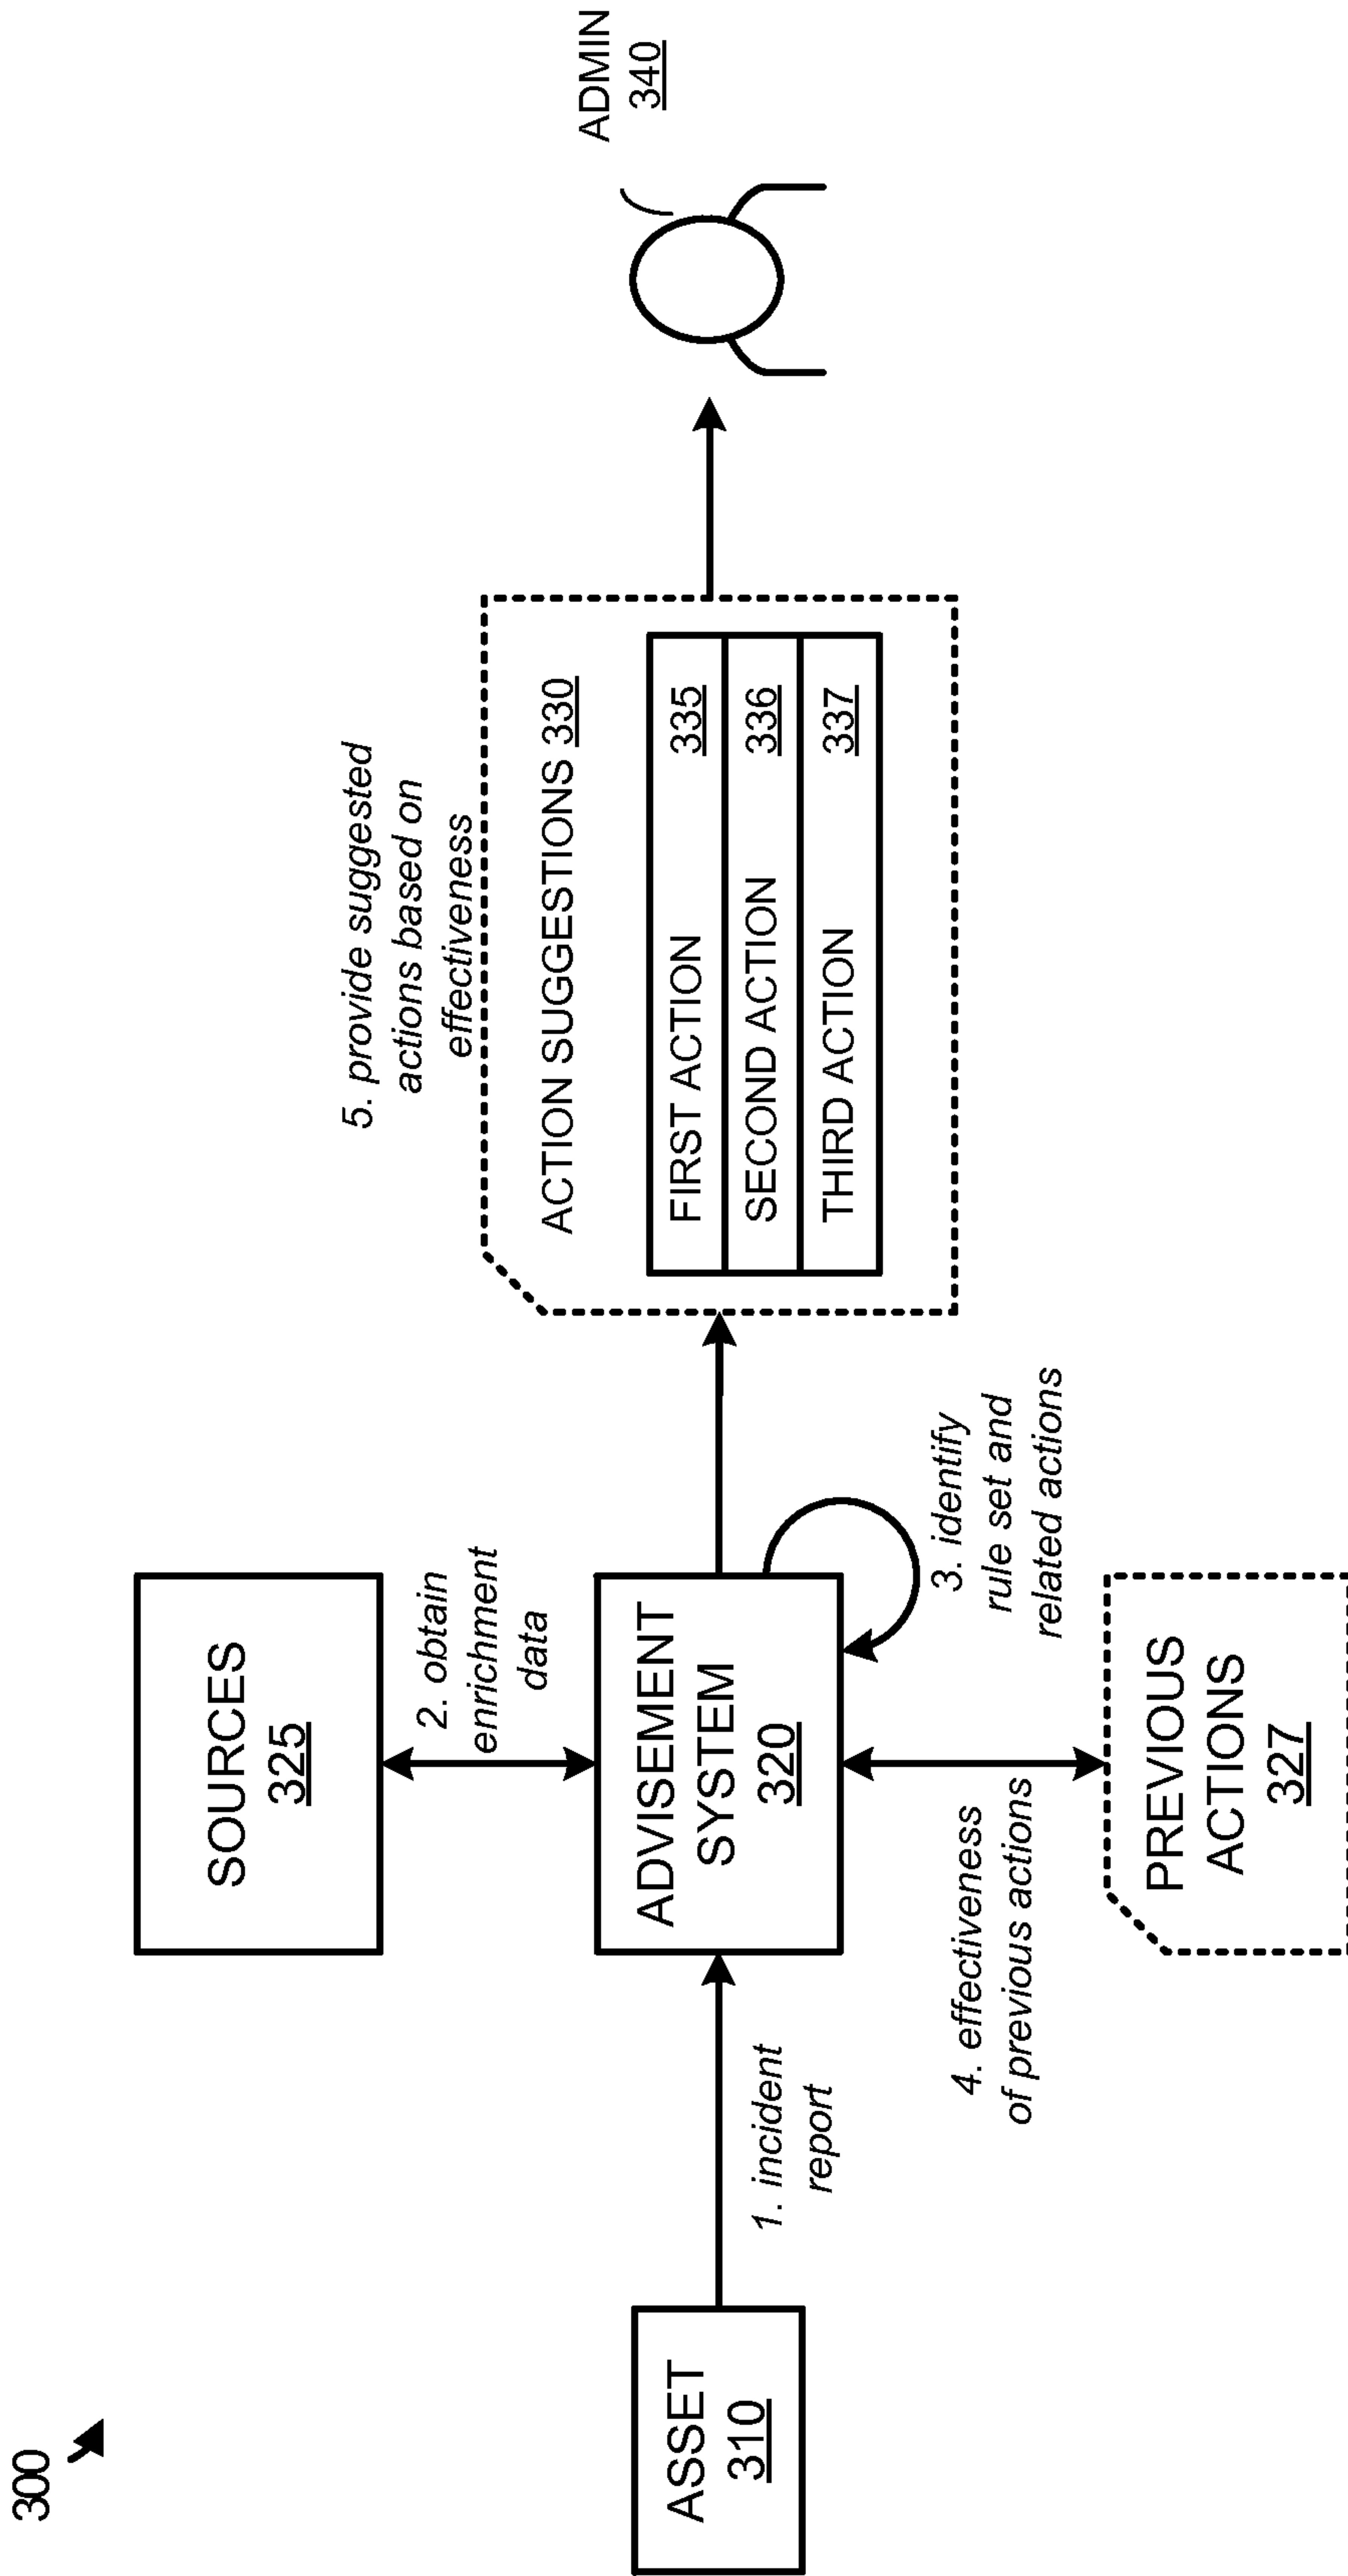 300
SOURCES
325
2. obtain
enrichment
data
5. provide suggested
actions based on
effectiveness
ASSET
310
1. incident
report
ADVISEMENT
SYSTEM
320
3. identify
rule set and
related actions
4. effectiveness
of previous actions
PREVIOUS
ACTIONS
327
ACTION SUGGESTIONS 330
FIRST ACTION 335
SECOND ACTION 336
THIRD ACTION 337
ADMIN
340